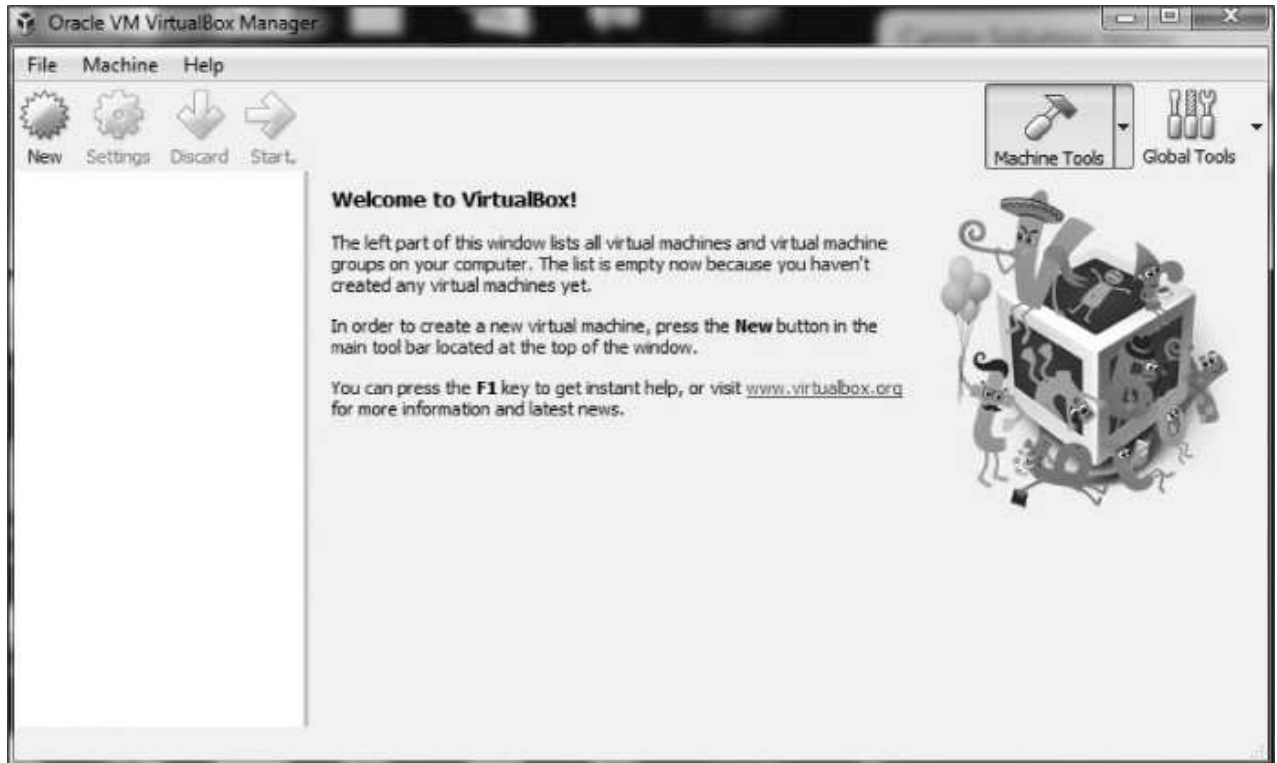 Oracle VM VirtualBox Manager
File Machine Help
New Settings Discard Start.
Machine Tools Global Tools
Welcome to VirtualBox!
The left part of this window lists all virtual machines and virtual machine
groups on your computer. The list is empty now because you haven't
created any virtual machines yet.
In order to create a new virtual machine, press the New button in the
main tool bar located at the top of the window.
You can press the F1 key to get instant help, or visit www.virtualbox.org
for more information and latest news.